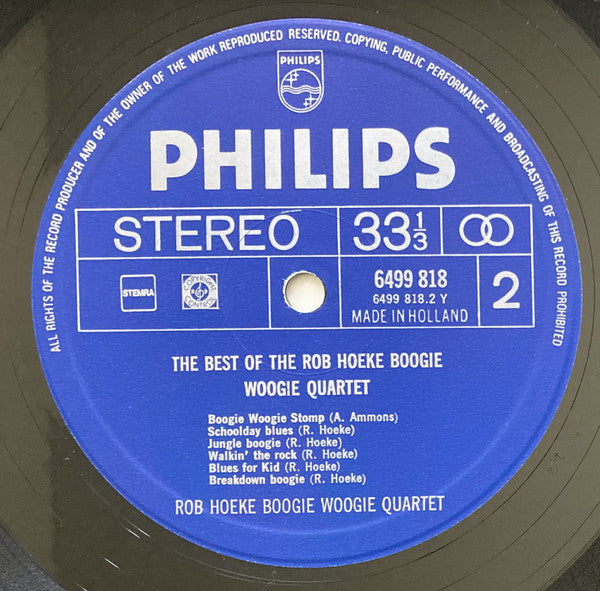 ALL RIGHTS OF THE RECORD PRODUCER AND OF THE OWNER OF THE WORK REPRODUCED RESERVED. COPYING, PUBLIC PERFORMANCE AND BROADCASTING OF THIS RECORD PROHIBITED
PHILIPS
PHILIPS
STEREO 33⅓
STEMRA COPYRIGHT CONTROL 6499 818 2
6499 818.2 Y
MADE IN HOLLAND
THE BEST OF THE ROB HOEKE BOOGIE
WOOGIE QUARTET
Boogie Woogie Stomp (A. Ammons)
Schoolday blues (R. Hoeke)
Jungle boogie (R. Hoeke)
Walkin' the rock (R. Hoeke)
Blues for Kid (R. Hoeke)
Breakdown boogie (R. Hoeke)
ROB HOEKE BOOGIE WOOGIE QUARTET